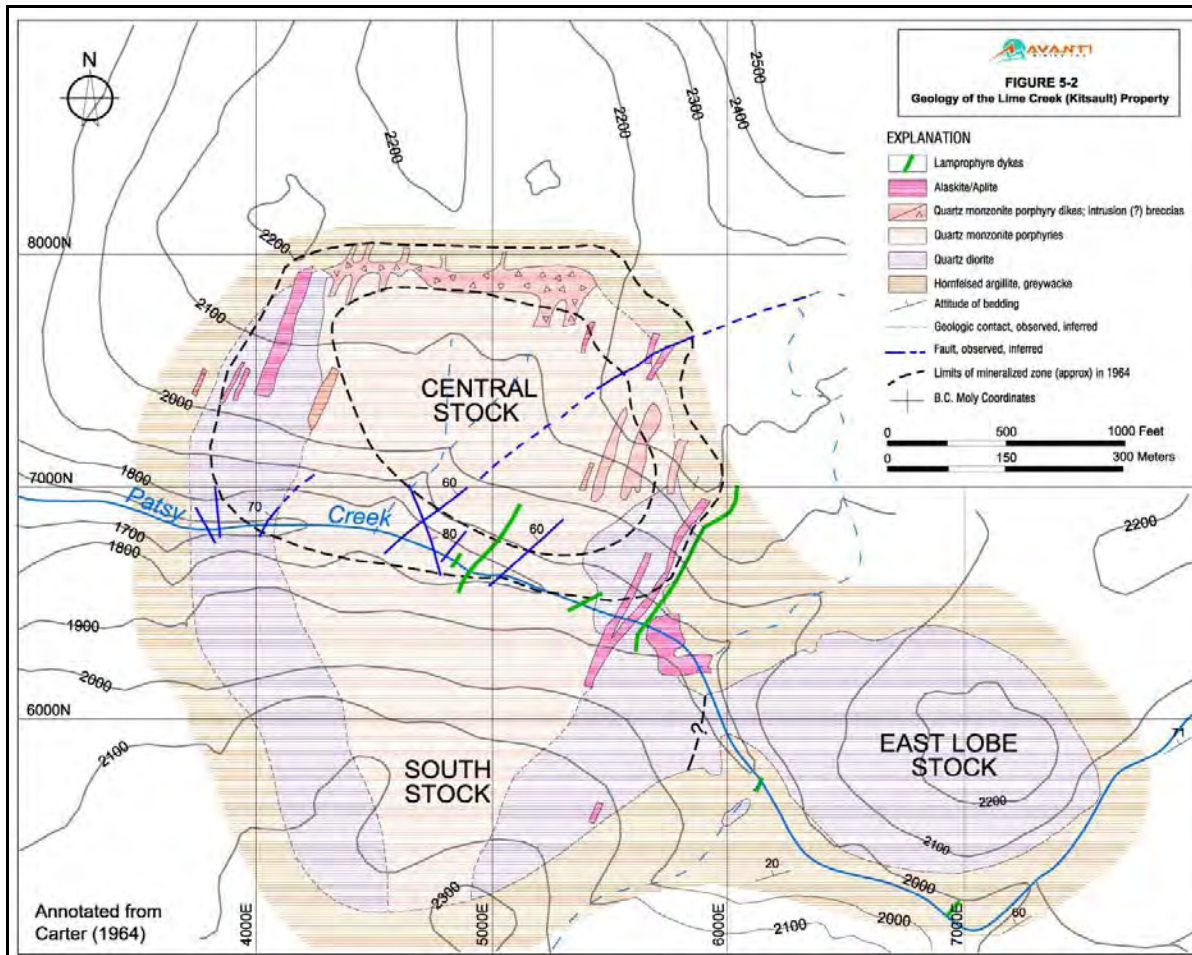 N
AVANTI
MINING INC
FIGURE 5-2
Geology of the Lime Creek (Kitsault) Property
EXPLANATION
Lamprophyre dykes
Alaskite/Aplite
Quartz monzonite porphyry dikes; intrusion (?) breccias
Quartz monzonite porphyries
Quartz diorite
Hornfelsed argillite, greywacke
Attitude of bedding
Geologic contact, observed, inferred
Fault, observed, inferred
Limits of mineralized zone (approx) in 1964
B.C. Moly Coordinates
0 500 1000 Feet
0 150 300 Meters
2500
2300
2400
2200
2200
2200
8000N
2100
CENTRAL
STOCK
2000
7000N
1800
60
Patsy Creek
70
80
60
1700
1800
2200
1900
2000
6000N
?
EAST LOBE
STOCK
71
2100
SOUTH
STOCK
2200
2100
20
2000
2300
2000
60
2100
Annotated from
Carter (1964)
4000E
5000E
6000E
7000E